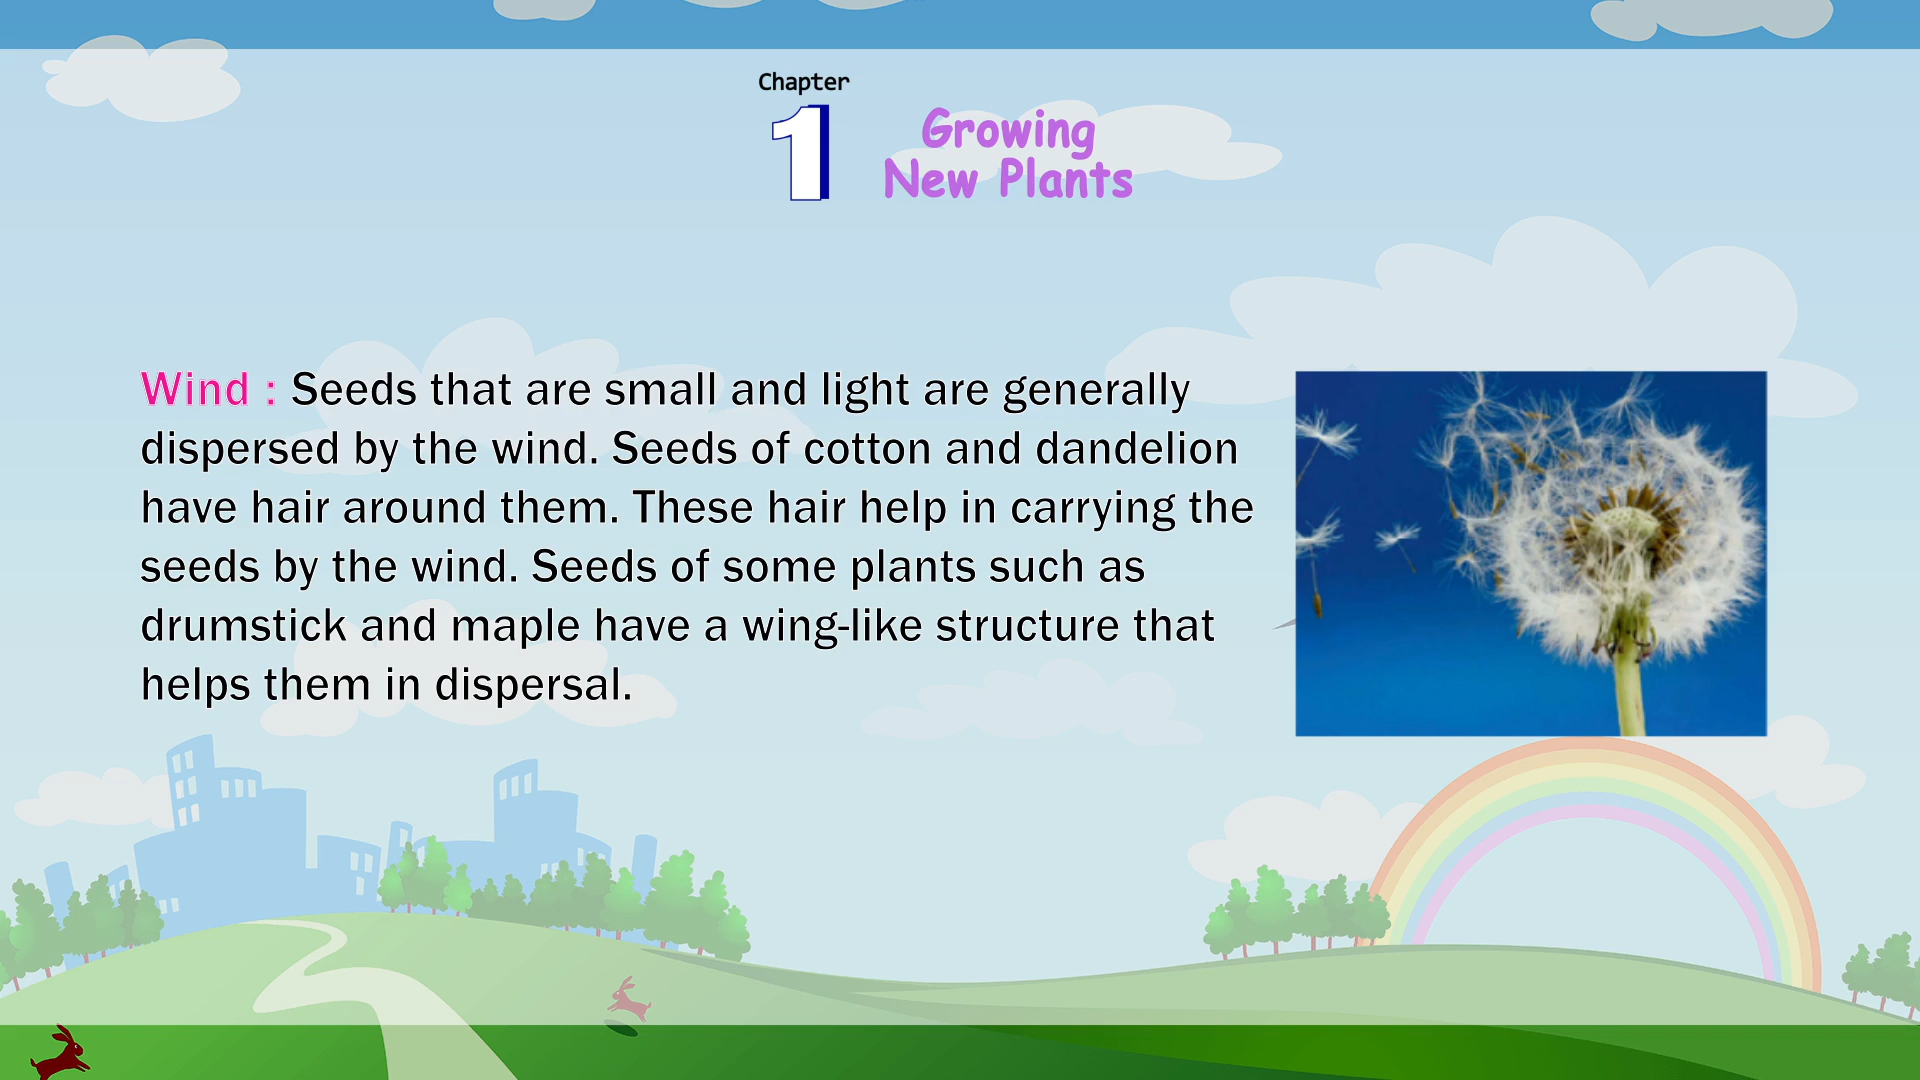 Chapter
1
Growing
New Plants
Wind : Seeds that are small and light are generally
dispersed by the wind. Seeds of cotton and dandelion
have hair around them. These hair help in carrying the
seeds by the wind. Seeds of some plants such as
drumstick and maple have a wing-like structure that
helps them in dispersal.